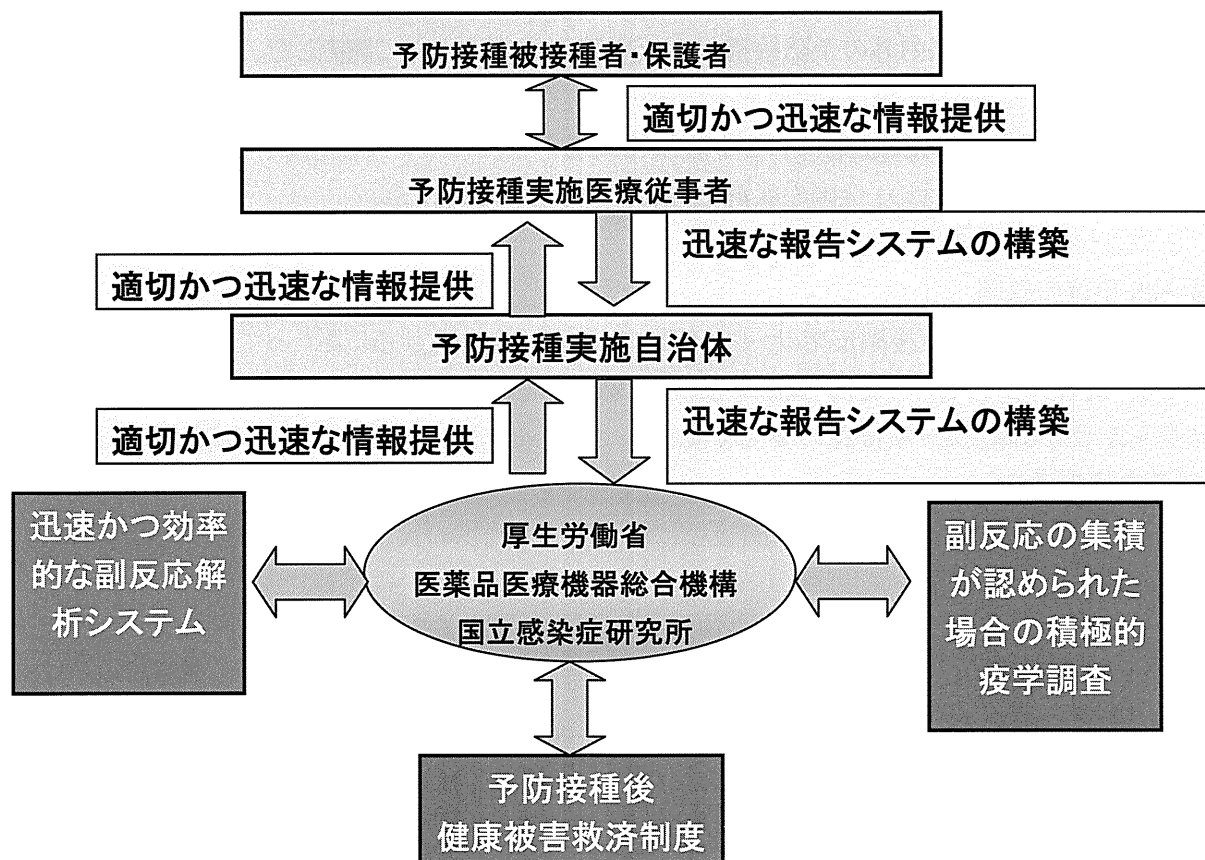 予防接種被接種者・保護者
適切かつ迅速な情報提供
予防接種実施医療従事者
迅速な報告システムの構築
適切かつ迅速な情報提供
予防接種実施自治体
迅速な報告システムの構築
適切かつ迅速な情報提供
迅速かつ効率
的な副反応解
析システム
厚生労働省
医薬品医療機器総合機構
国立感染症研究所
副反応の集積
が認められた
場合の積極的
疫学調査
予防接種後
健康被害救済制度